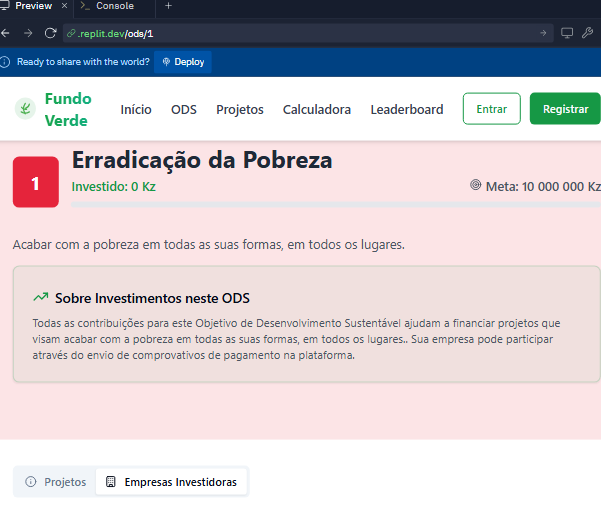 Preview × >_ Console +
.replit.dev/ods/1
Ready to share with the world? Deploy
Fundo Verde Início ODS Projetos Calculadora Leaderboard Entrar Registrar
1 Erradicação da Pobreza
Investido: 0 Kz Meta: 10 000 000 Kz
Acabar com a pobreza em todas as suas formas, em todos os lugares.
Sobre Investimentos neste ODS
Todas as contribuições para este Objetivo de Desenvolvimento Sustentável ajudam a financiar projetos que
visam acabar com a pobreza em todas as suas formas, em todos os lugares.. Sua empresa pode participar
através do envio de comprovativos de pagamento na plataforma.
Projetos Empresas Investidoras